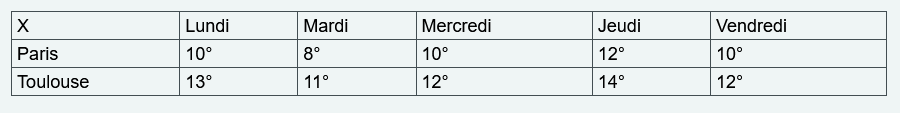 X Lundi Mardi Mercredi Jeudi Vendredi
Paris 10° 8° 10° 12° 10°
Toulouse 13° 11° 12° 14° 12°